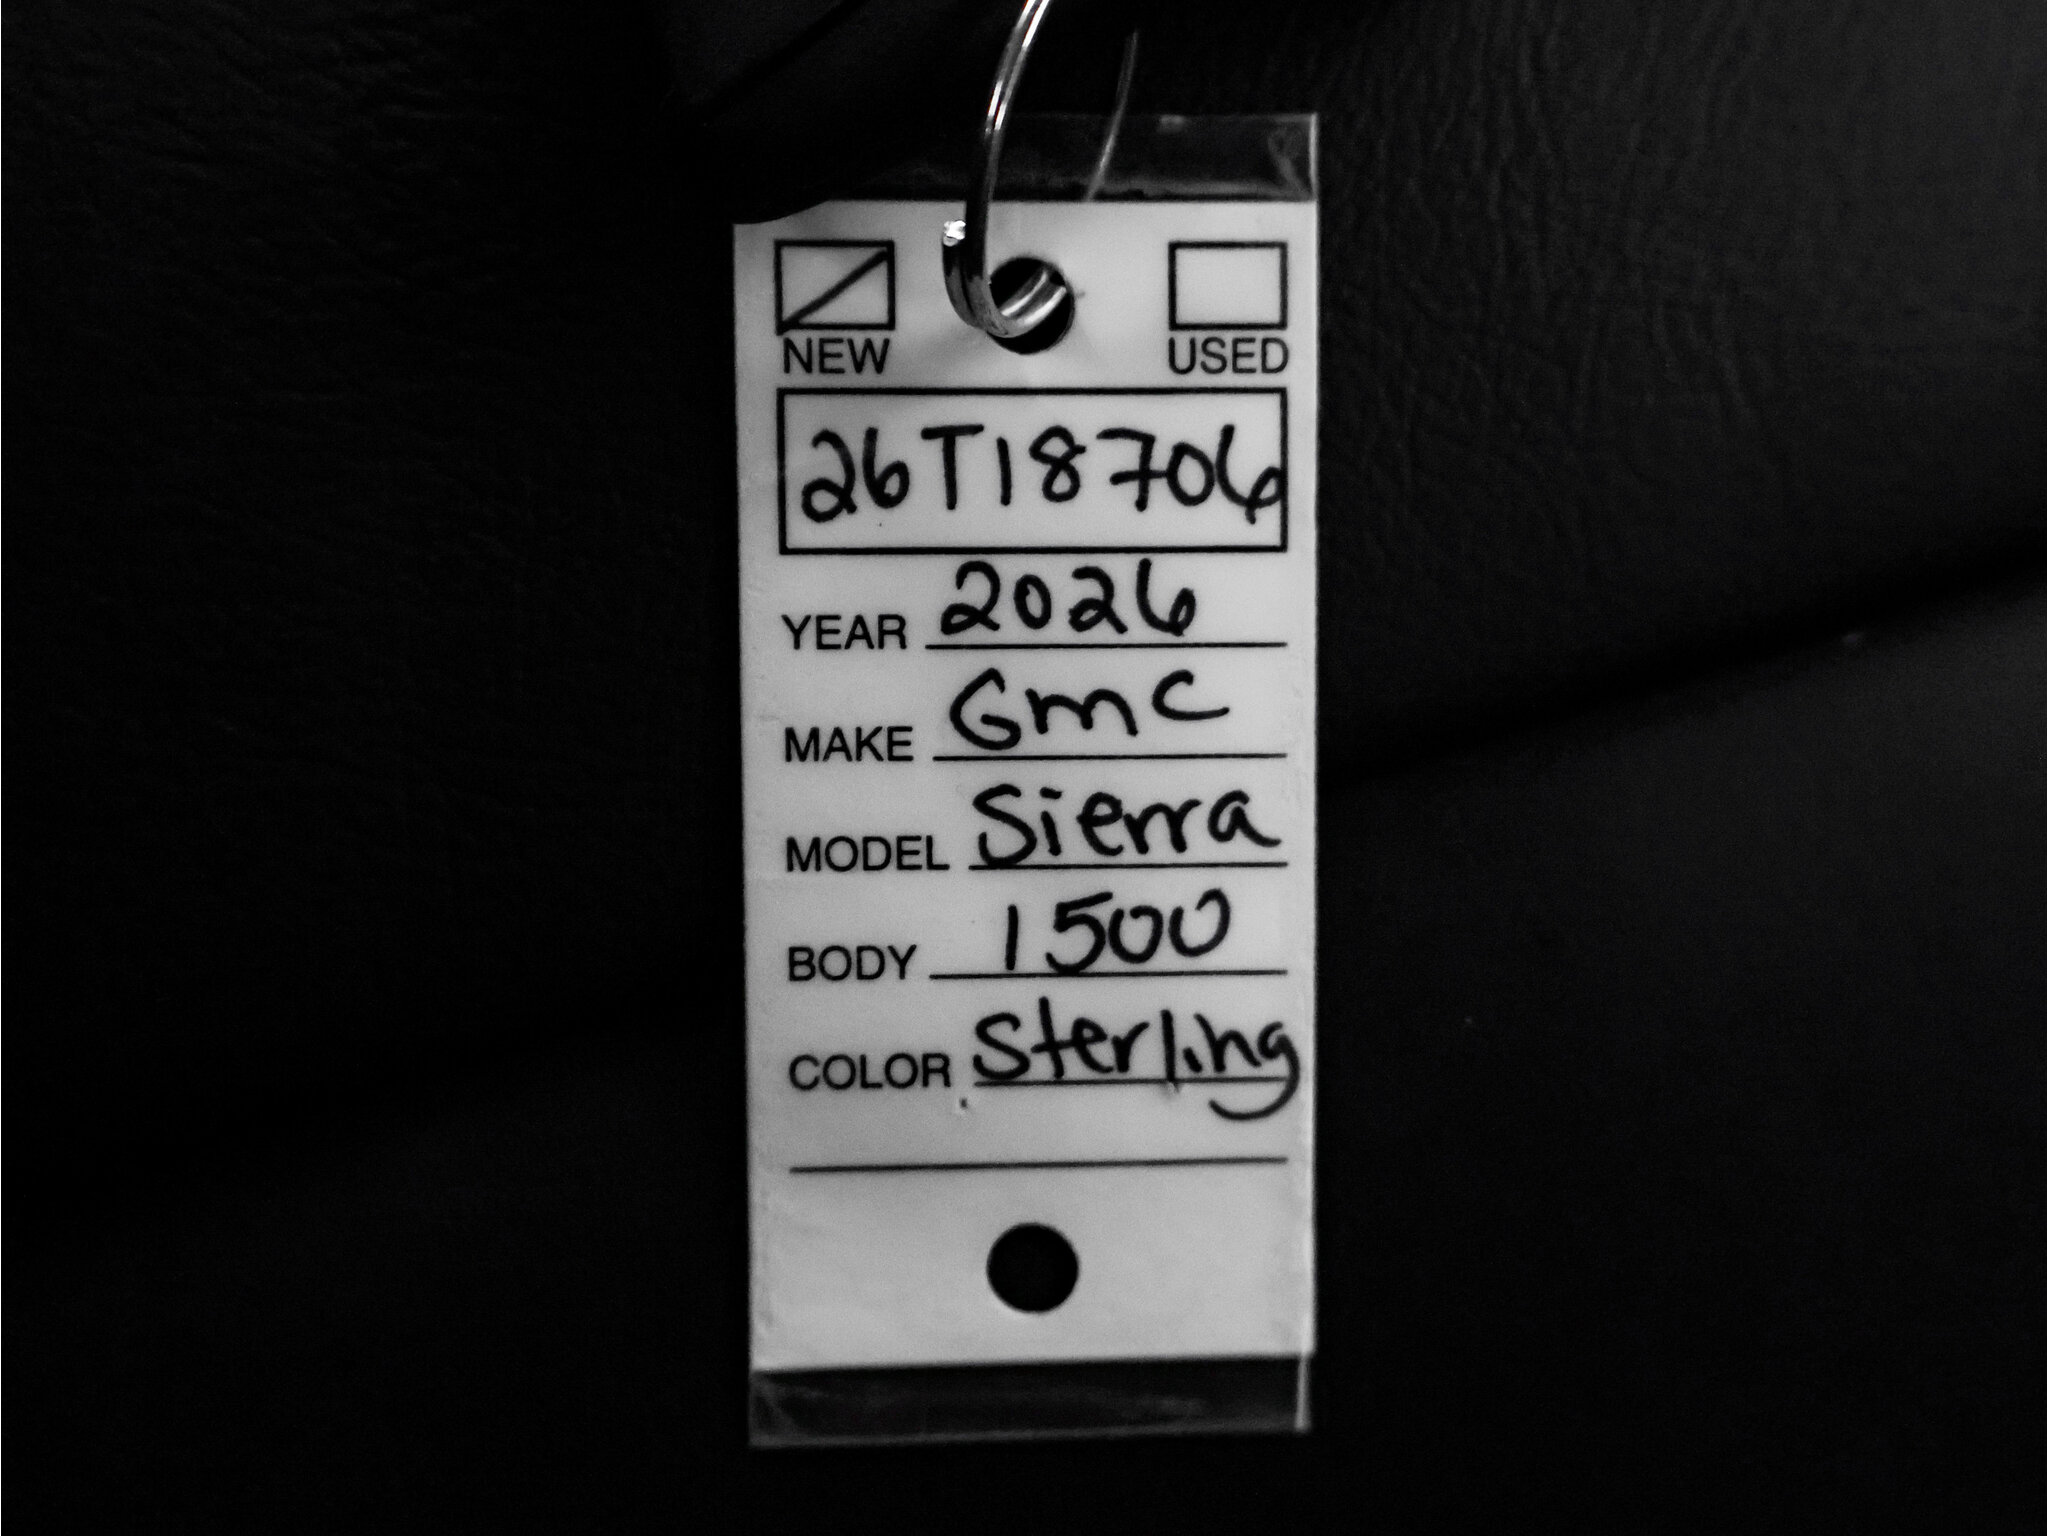 NEW USED
26T18706
YEAR 2026
MAKE GMC
MODEL Sierra
BODY 1500
COLOR Sterling